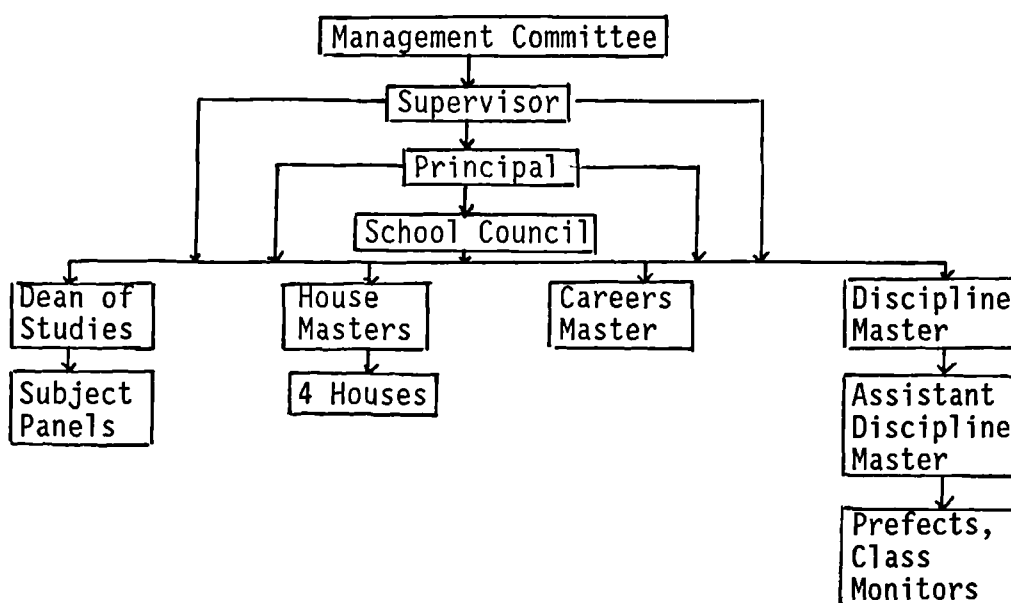 Management Committee
Supervisor
Principal
School Council
Dean of
Studies
House
Masters
Careers
Master
Discipline
Master
Subject
Panels
4 Houses
Assistant
Discipline
Master
Prefects,
Class
Monitors